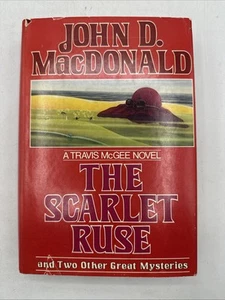 JOHN D.
MacDONALD
A TRAVIS McGEE NOVEL
THE
SCARLET
RUSE
and Two Other Great Mysteries